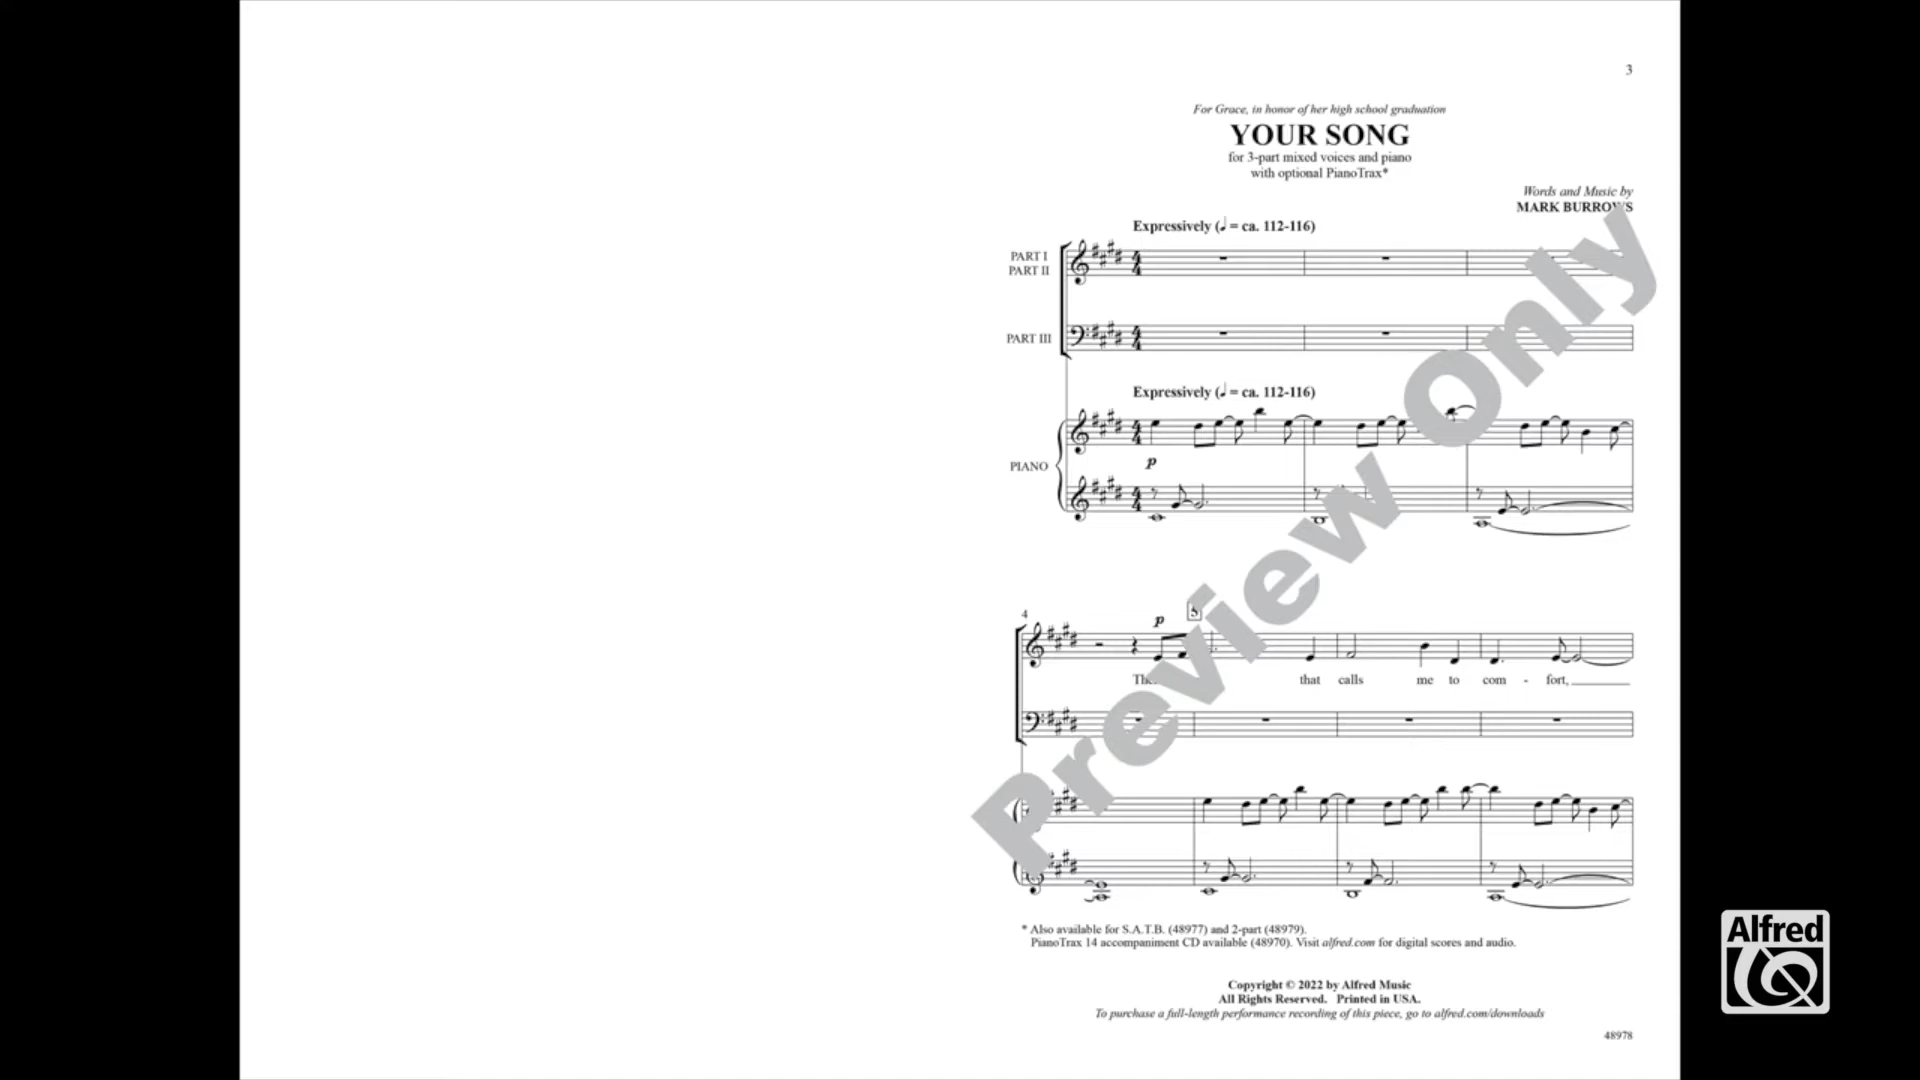 3
For Grace, in honor of her high school graduation
YOUR SONG
for 3-part mixed voices and piano
with optional PianoTrax*
Words and Music by
MARK BURROWS
Expressively (♩ = ca. 112-116)
PART I
PART II
PART III
Expressively (♩ = ca. 112-116)
PIANO
p
4
p
5
that calls me to com - fort,
* Also available for S.A.T.B. (48977) and 2-part (48979).
PianoTrax 14 accompaniment CD available (48970). Visit alfred.com for digital scores and audio.
Copyright © 2022 by Alfred Music
All Rights Reserved. Printed in USA.
To purchase a full-length performance recording of this piece, go to alfred.com/downloads
48978
Preview Only
Alfred